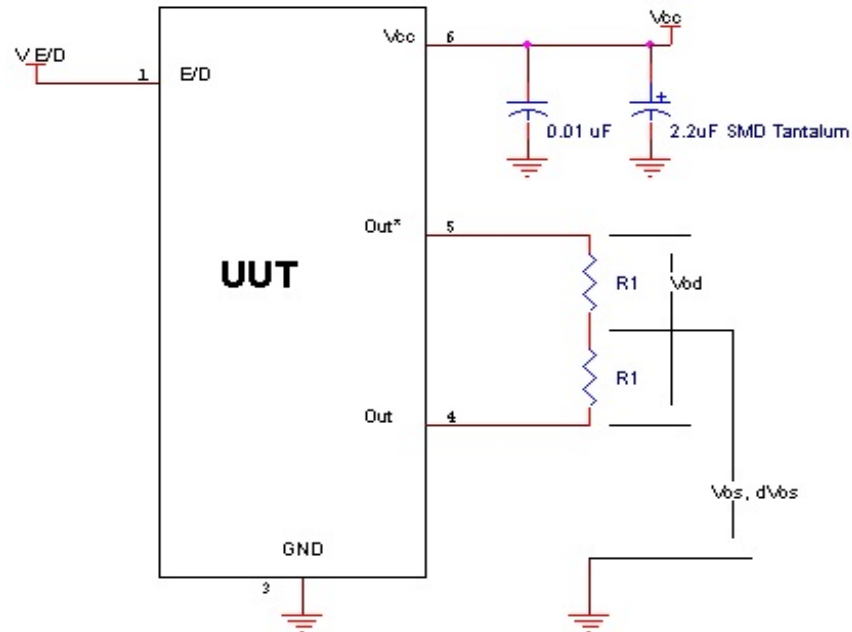 Vcc
Vcc 6
V E/D
1 E/D
0.01 uF
+
2.2uF SMD Tantalum
Out* 5
UUT
R1
Vod
R1
Out 4
Vos, dVos
GND
3